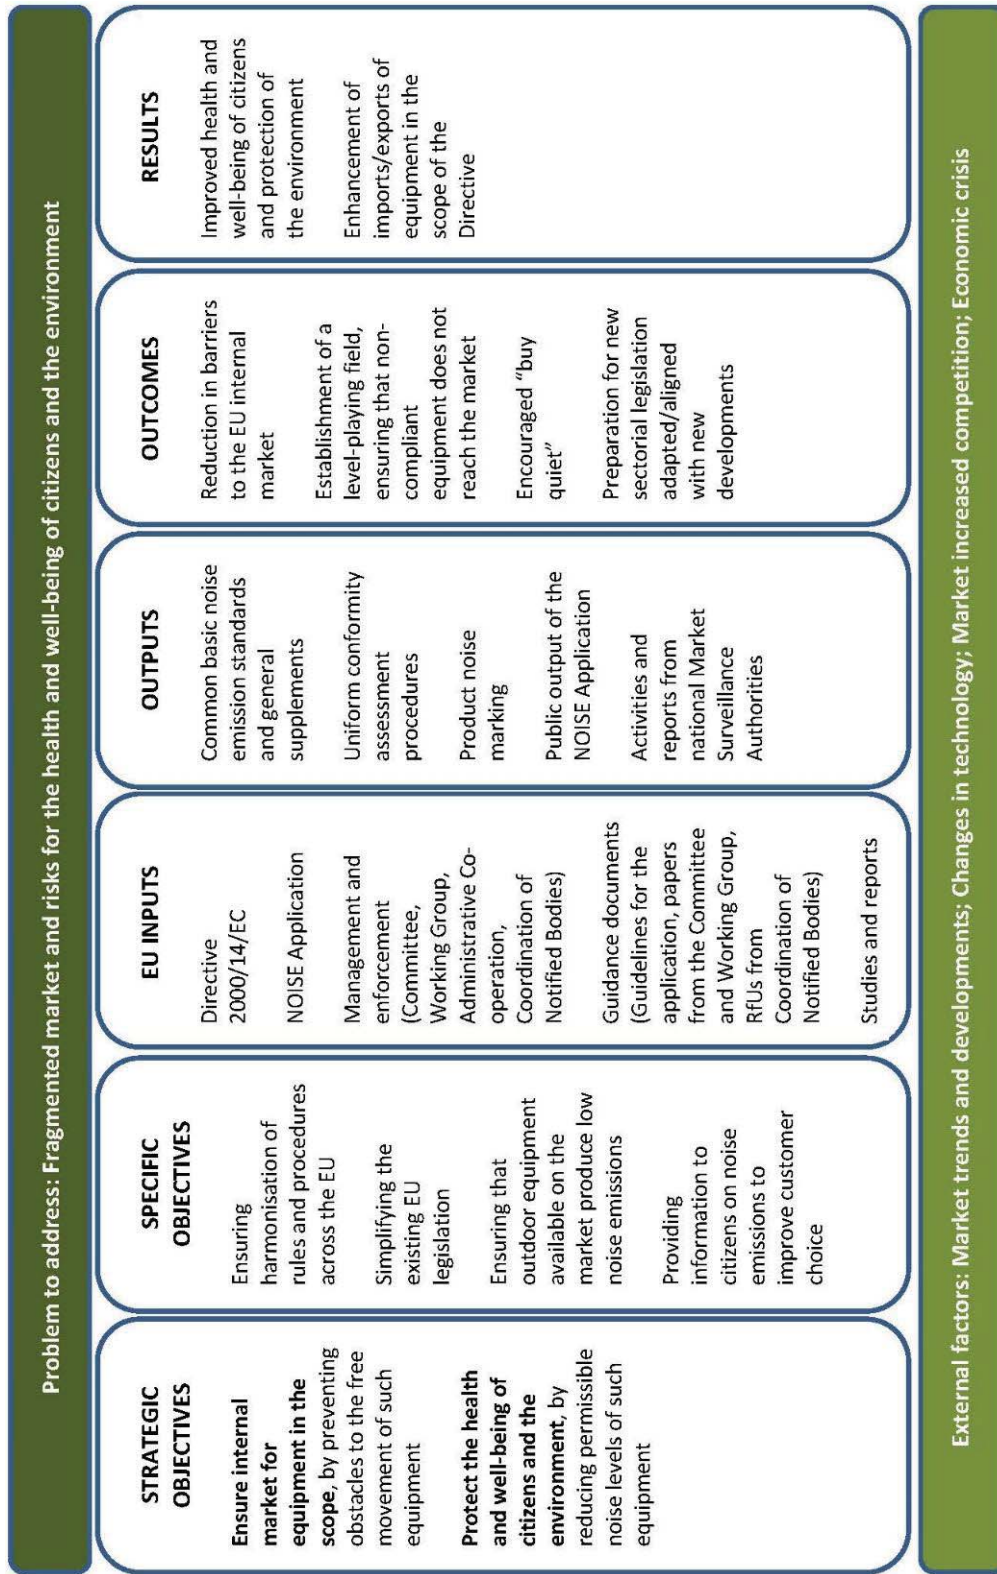 Problem to address: Fragmented market and risks for the health and well-being of citizens and the environment
STRATEGIC
OBJECTIVES
Ensure internal
market for
equipment in the
scope, by preventing
obstacles to the free
movement of such
equipment
Protect the health
and well-being of
citizens and the
environment, by
reducing permissible
noise levels of such
equipment
SPECIFIC
OBJECTIVES
Ensuring
harmonisation of
rules and procedures
across the EU
Simplifying the
existing EU
legislation
Ensuring that
outdoor equipment
available on the
market produce low
noise emissions
Providing
information to
citizens on noise
emissions to
improve customer
choice
EU INPUTS
Directive
2000/14/EC
NOISE Application
Management and
enforcement
(Committee,
Working Group,
Administrative Co-
operation,
Coordination of
Notified Bodies)
Guidance documents
(Guidelines for the
application, papers
from the Committee
and Working Group,
RfUs from
Coordination of
Notified Bodies)
Studies and reports
OUTPUTS
Common basic noise
emission standards
and general
supplements
Uniform conformity
assessment
procedures
Product noise
marking
Public output of the
NOISE Application
Activities and
reports from
national Market
Surveillance
Authorities
OUTCOMES
Reduction in barriers
to the EU internal
market
Establishment of a
level-playing field,
ensuring that non-
compliant
equipment does not
reach the market
Encouraged “buy
quiet”
Preparation for new
sectorial legislation
adapted/aligned
with new
developments
RESULTS
Improved health and
well-being of citizens
and protection of
the environment
Enhancement of
imports/exports of
equipment in the
scope of the
Directive
External factors: Market trends and developments; Changes in technology; Market increased competition; Economic crisis